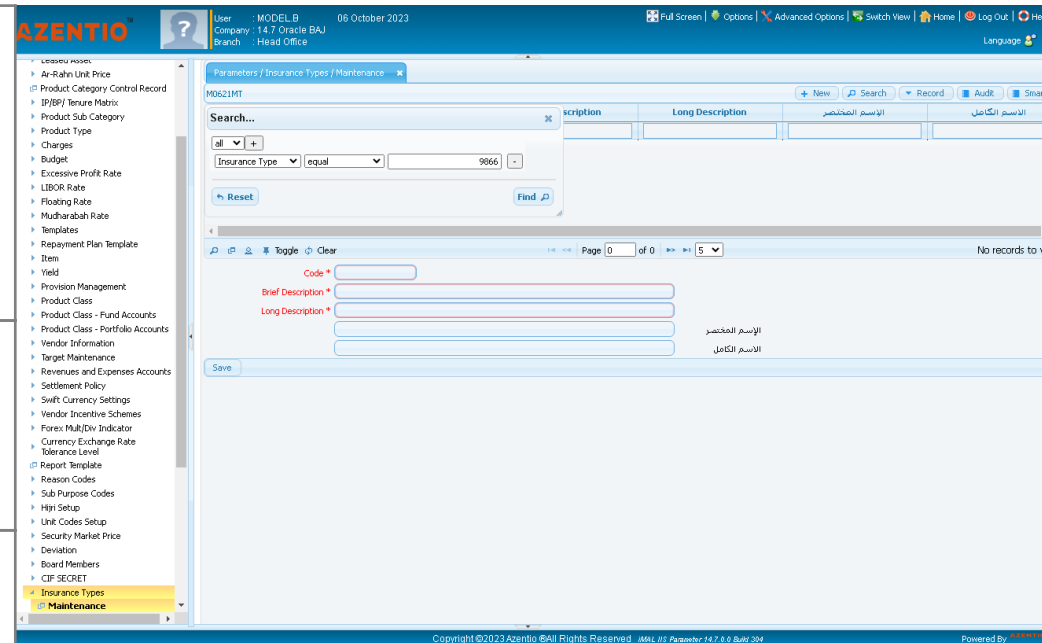 AZENTIO
User : MODEL.B 06 October 2023
Company : 14.7 Oracle BAJ
Branch : Head Office
Full Screen | Options | Advanced Options | Switch View | Home | Log Out | He
Language
Leased Asset
Ar-Rahn Unit Price
Product Category Control Record
IP/BP/ Tenure Matrix
Product Sub Category
Product Type
Charges
Budget
Excessive Profit Rate
LIBOR Rate
Floating Rate
Mudharabah Rate
Templates
Repayment Plan Template
Item
Yield
Provision Management
Product Class
Product Class - Fund Accounts
Product Class - Portfolio Accounts
Vendor Information
Target Maintenance
Revenues and Expenses Accounts
Settlement Policy
Swift Currency Settings
Vendor Incentive Schemes
Forex Mult/Div Indicator
Currency Exchange Rate
Tolerance Level
Report Template
Reason Codes
Sub Purpose Codes
Hijri Setup
Unit Codes Setup
Security Market Price
Deviation
Board Members
CIF SECRET
Insurance Types
Maintenance
Parameters / Insurance Types / Maintenance
M0621MT
+ New Search Record Audit Smar
Search...
all +
Insurance Type equal 9866 -
Reset Find
scription Long Description الإسم المختصر الاسم الكامل
Toggle Clear Page 0 of 0 5 No records to v
Code *
Brief Description *
Long Description *
الإسم المختصر
الاسم الكامل
Save
Copyright ©2023 Azentio ®All Rights Reserved IMAL IIS Parameter 14.7.0.0 Build 304 Powered By AZENTIO